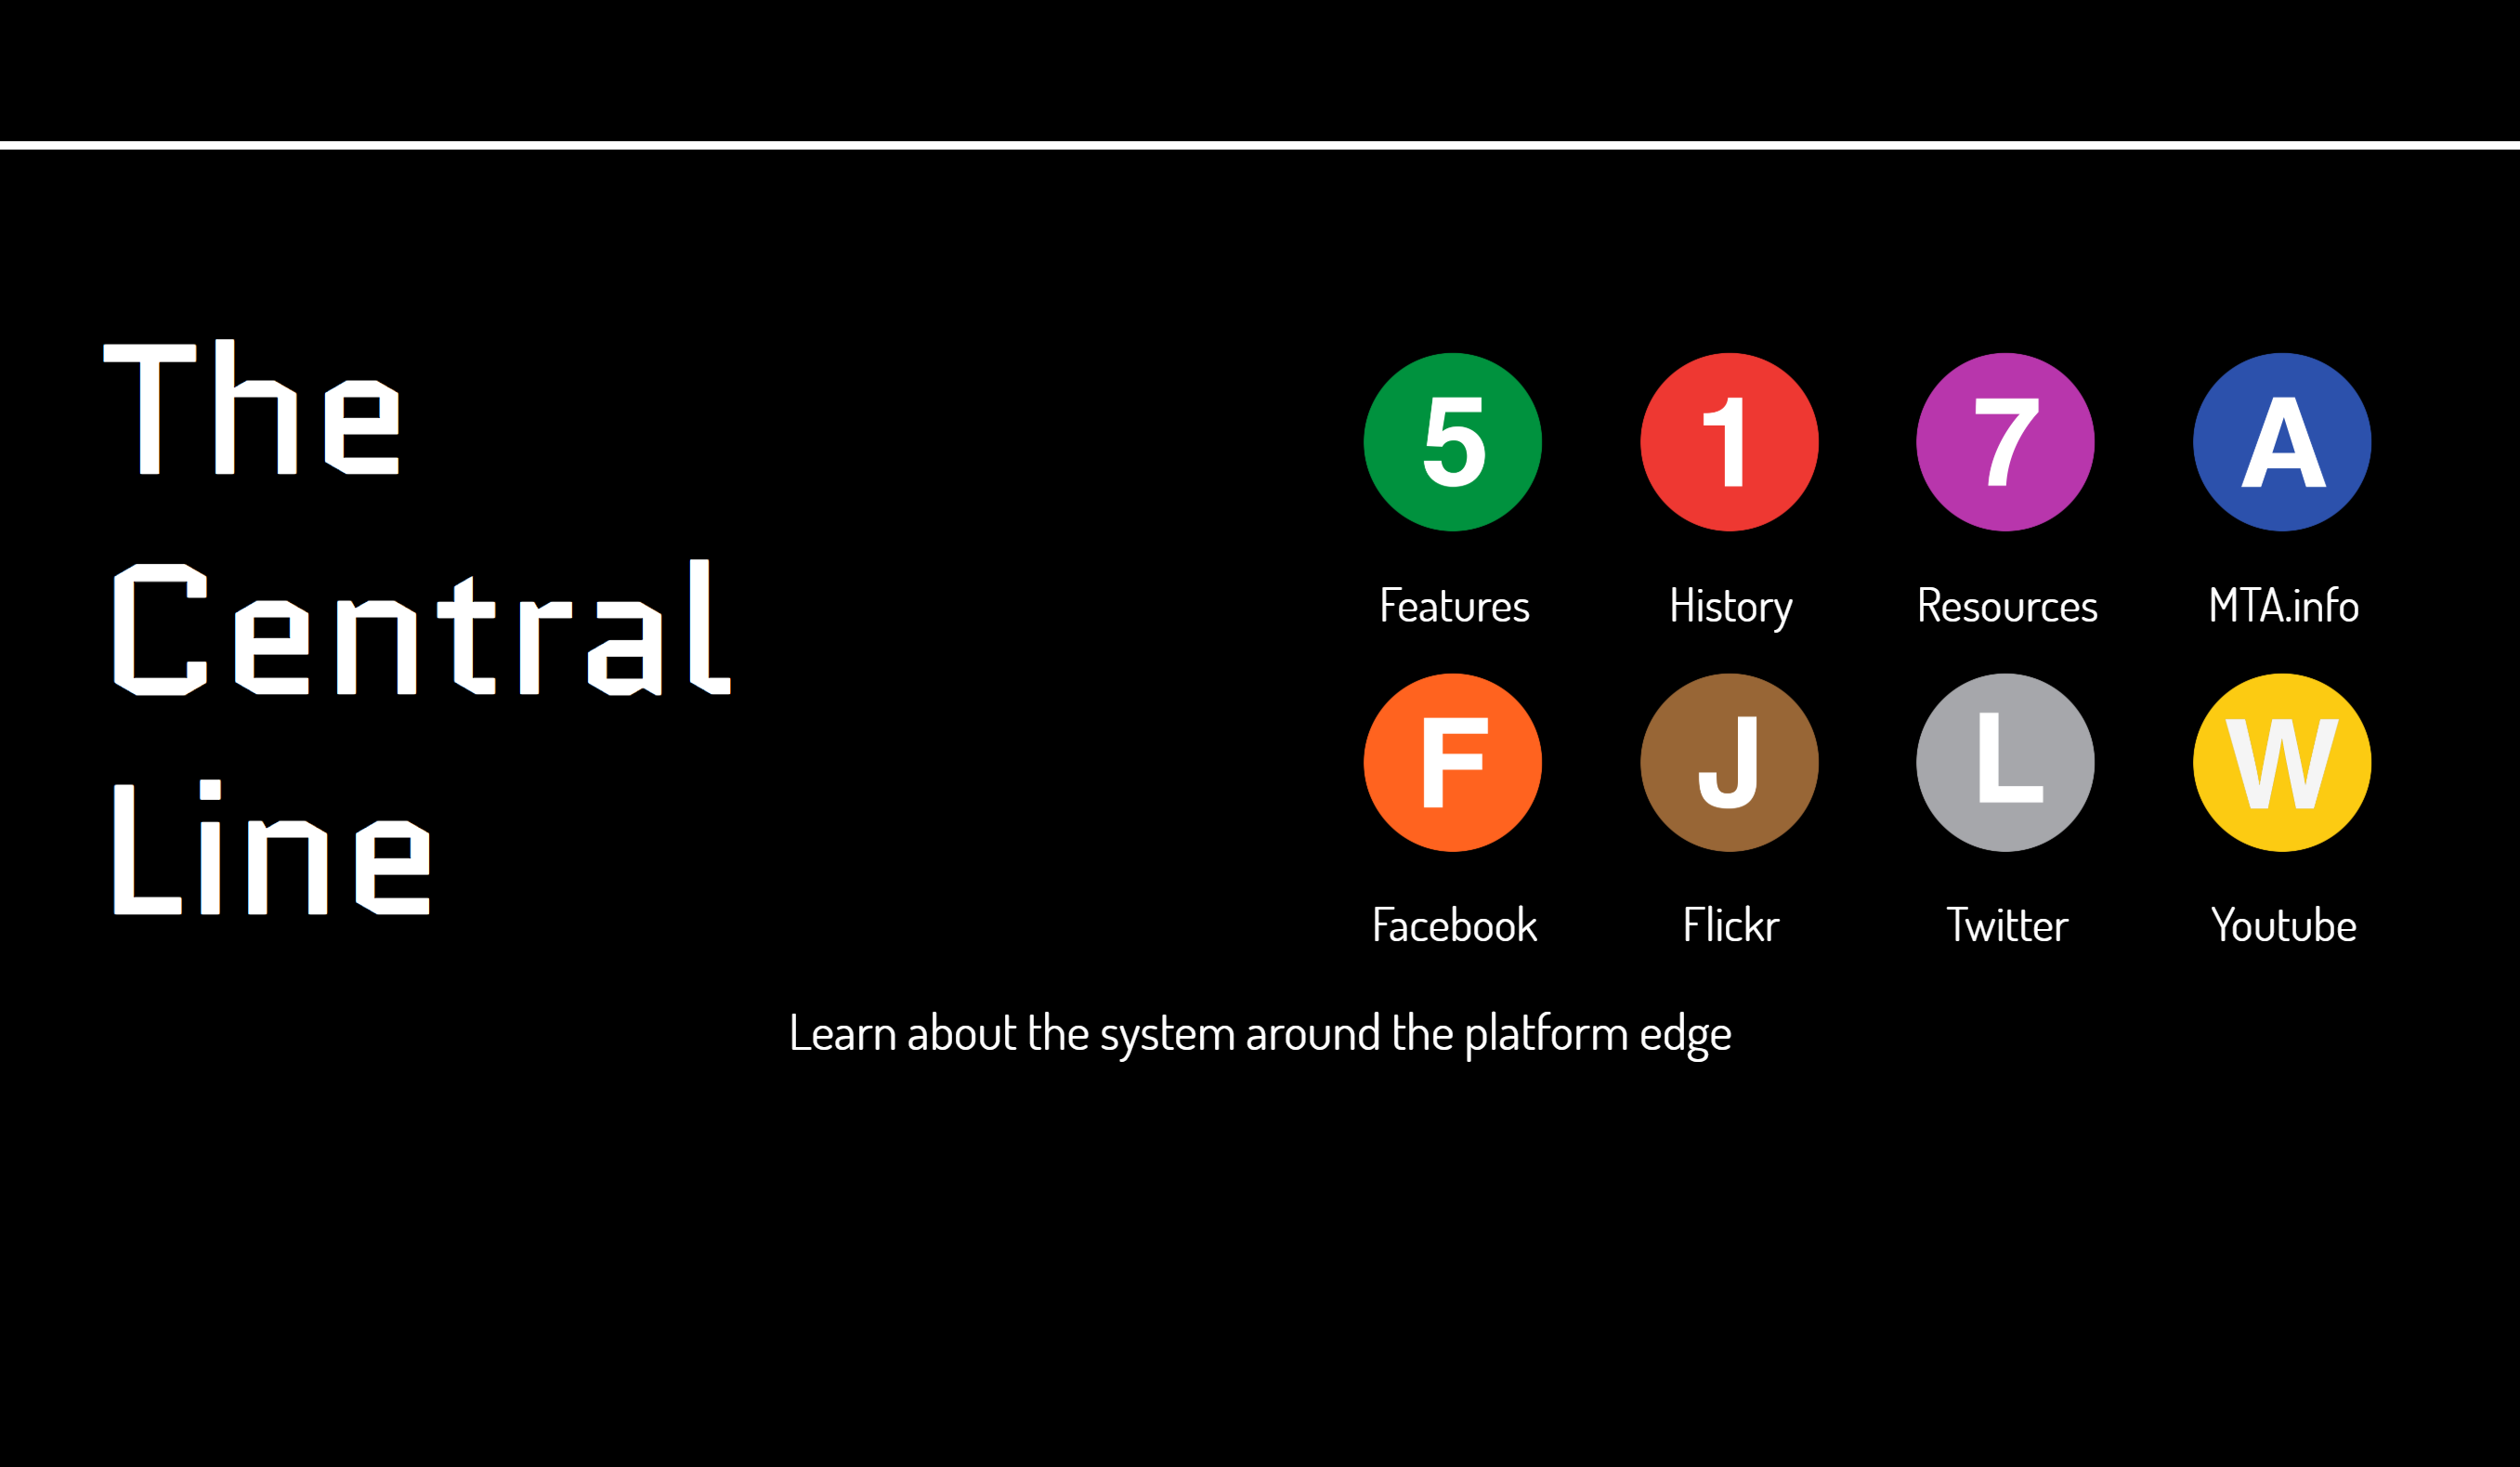 The
Central
Line
5 1 7 A
Features History Resources MTA.info
F J L W
Facebook Flickr Twitter Youtube
Learn about the system around the platform edge